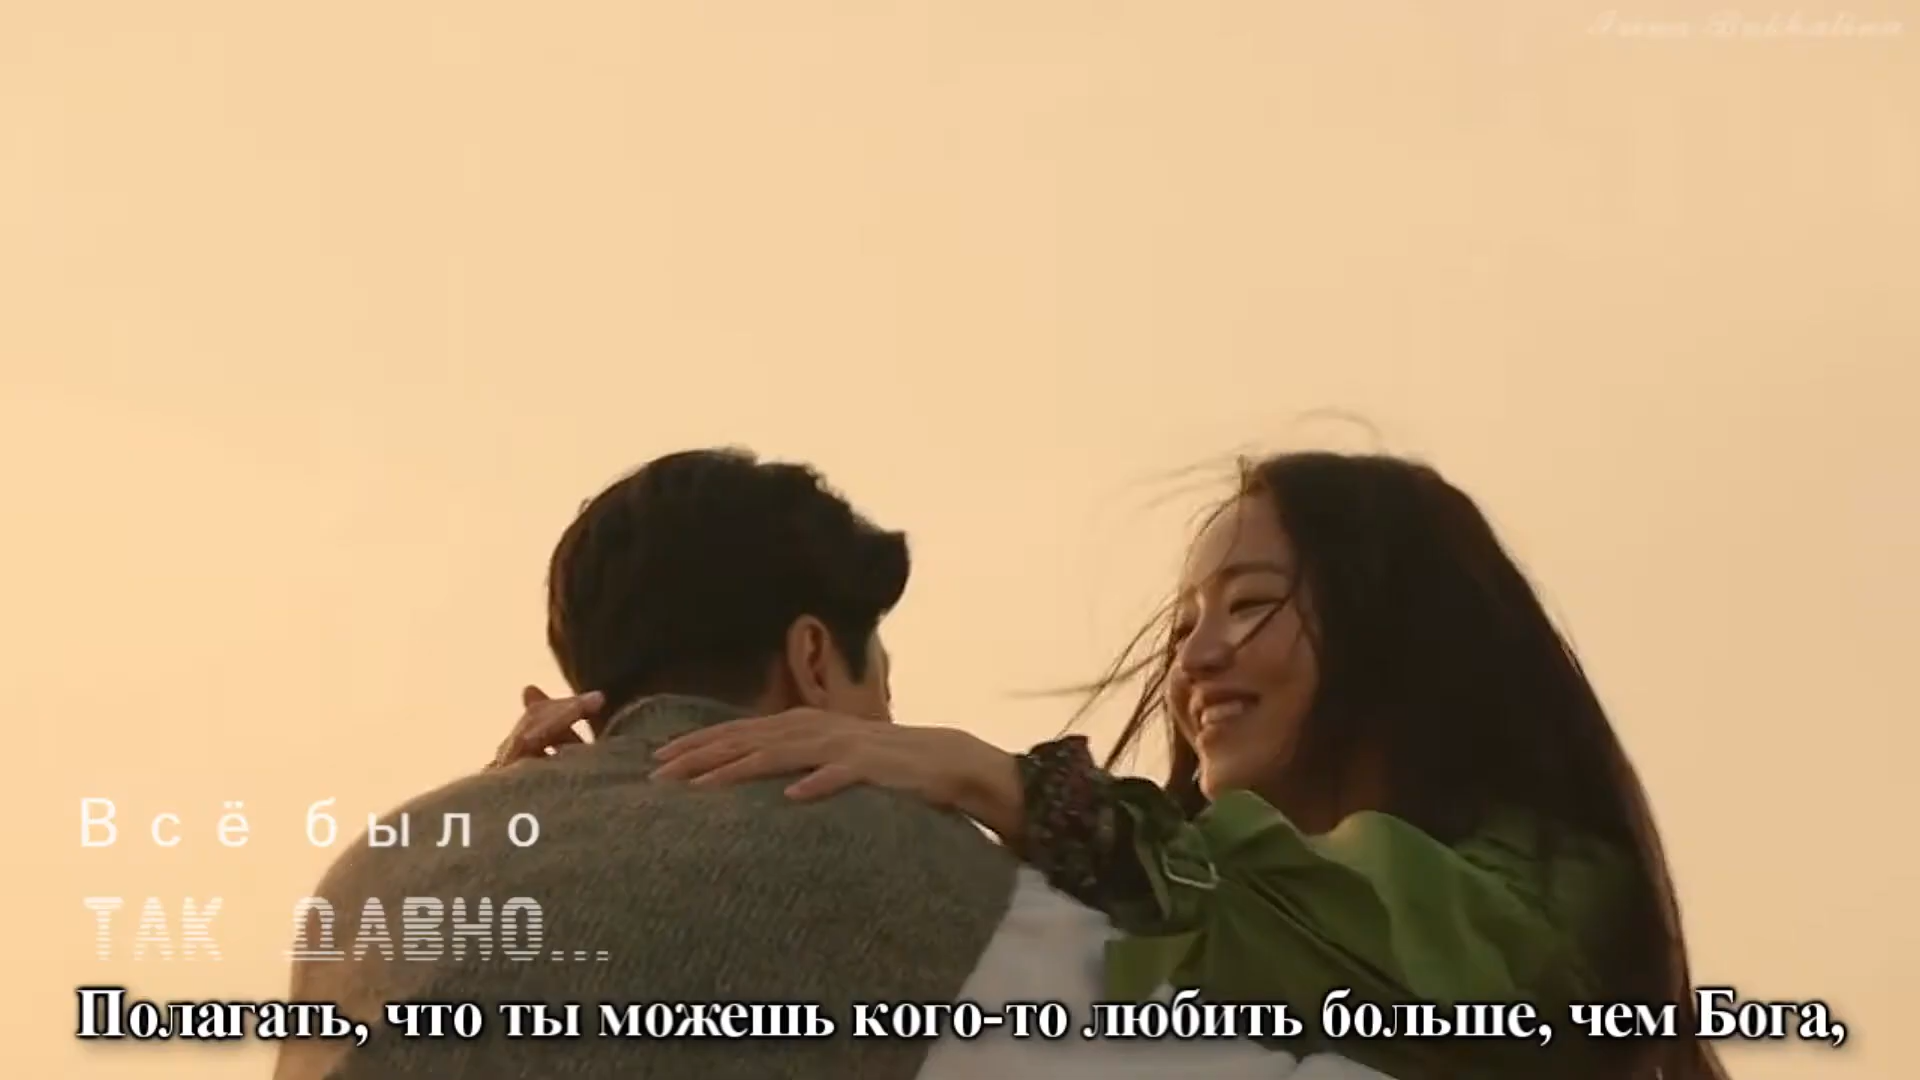 Всё было
ТАК ДАВНО...
Полагать, что ты можешь кого-то любить больше, чем Бога,